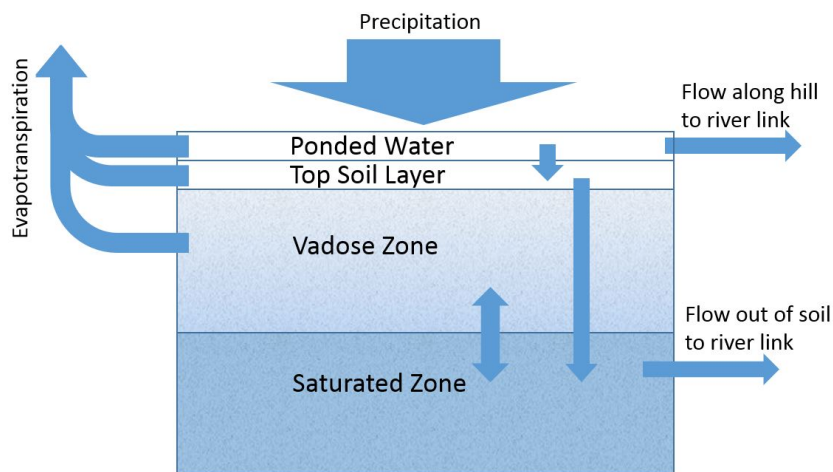 Precipitation
Evapotranspiration
Ponded Water
Flow along hill
to river link
Top Soil Layer
Vadose Zone
Flow out of soil
to river link
Saturated Zone